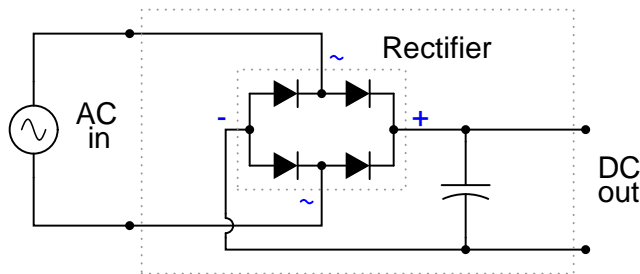 Rectifier
~
AC
in
-
+
~
DC
out